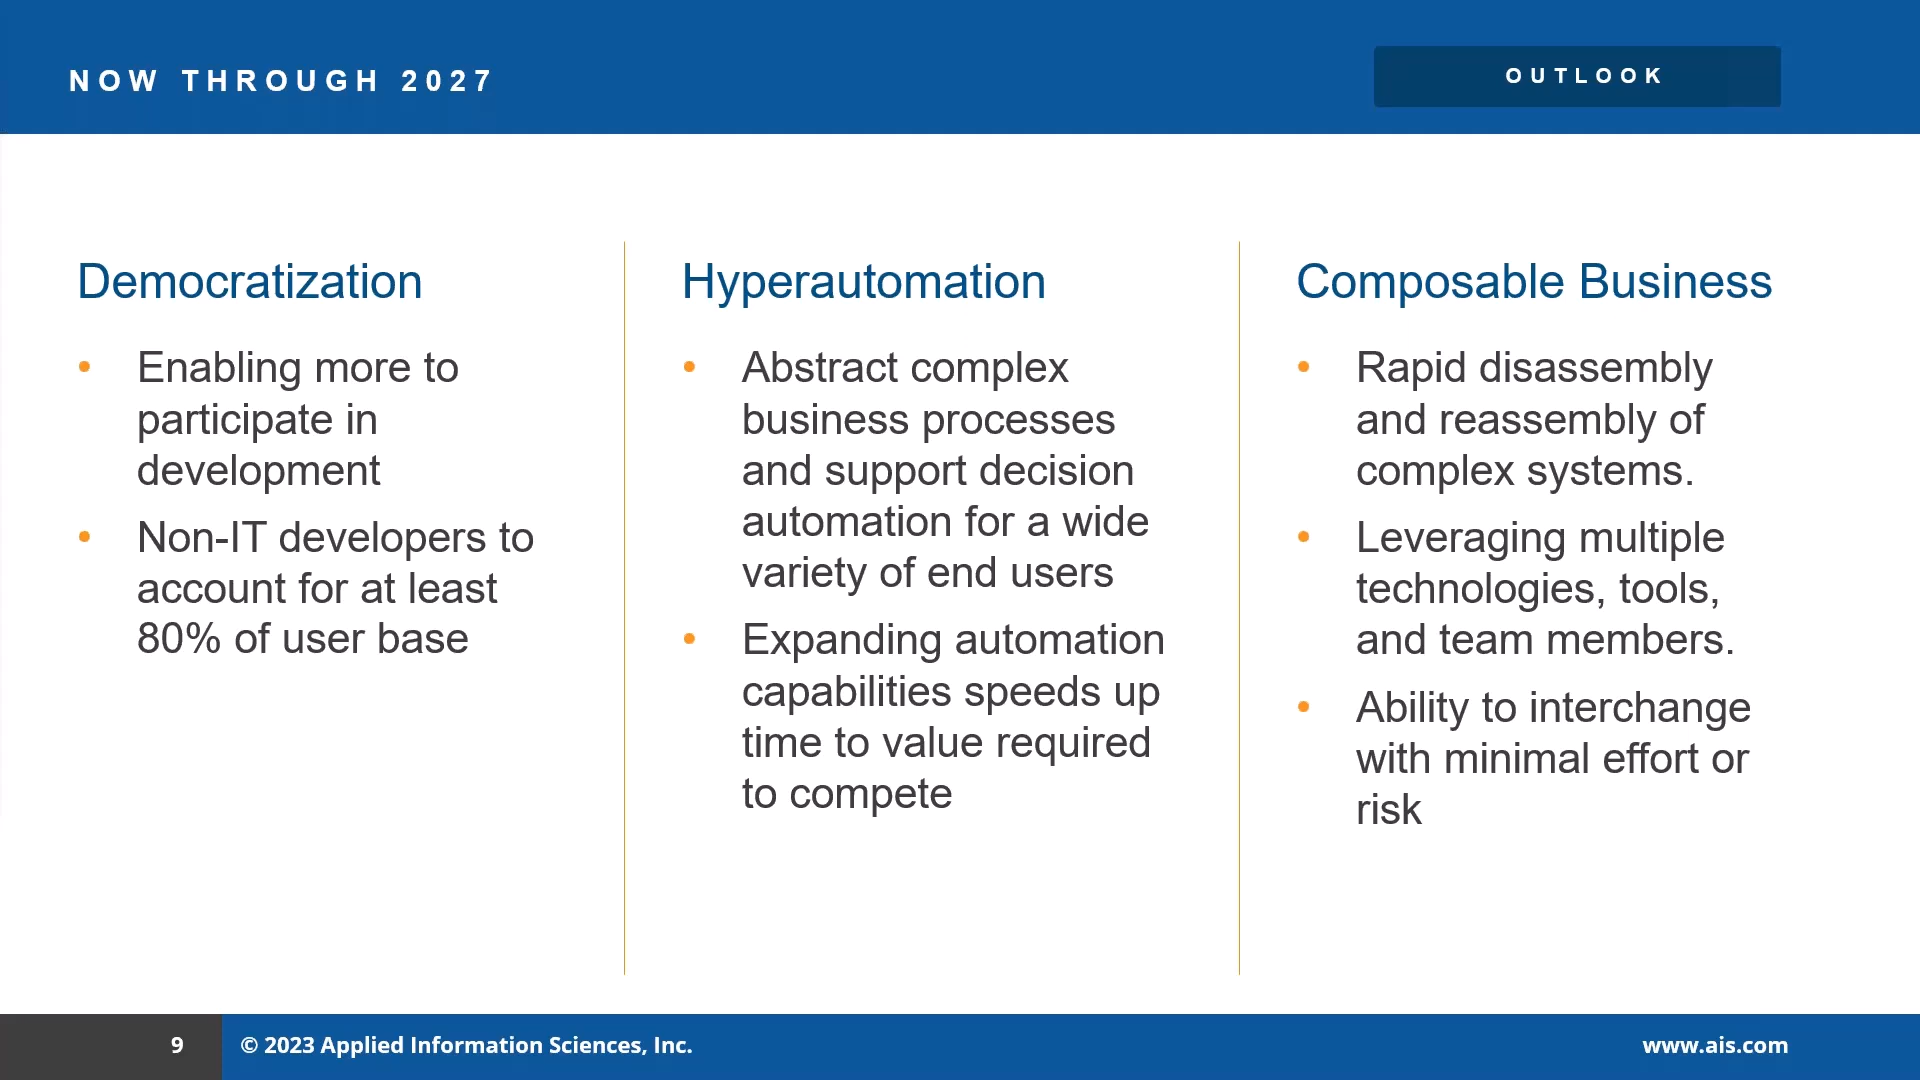 NOW THROUGH 2027
OUTLOOK
Democratization
• Enabling more to
participate in
development
• Non-IT developers to
account for at least
80% of user base
Hyperautomation
• Abstract complex
business processes
and support decision
automation for a wide
variety of end users
• Expanding automation
capabilities speeds up
time to value required
to compete
Composable Business
• Rapid disassembly
and reassembly of
complex systems.
• Leveraging multiple
technologies, tools,
and team members.
• Ability to interchange
with minimal effort or
risk
9
© 2023 Applied Information Sciences, Inc.
www.ais.com